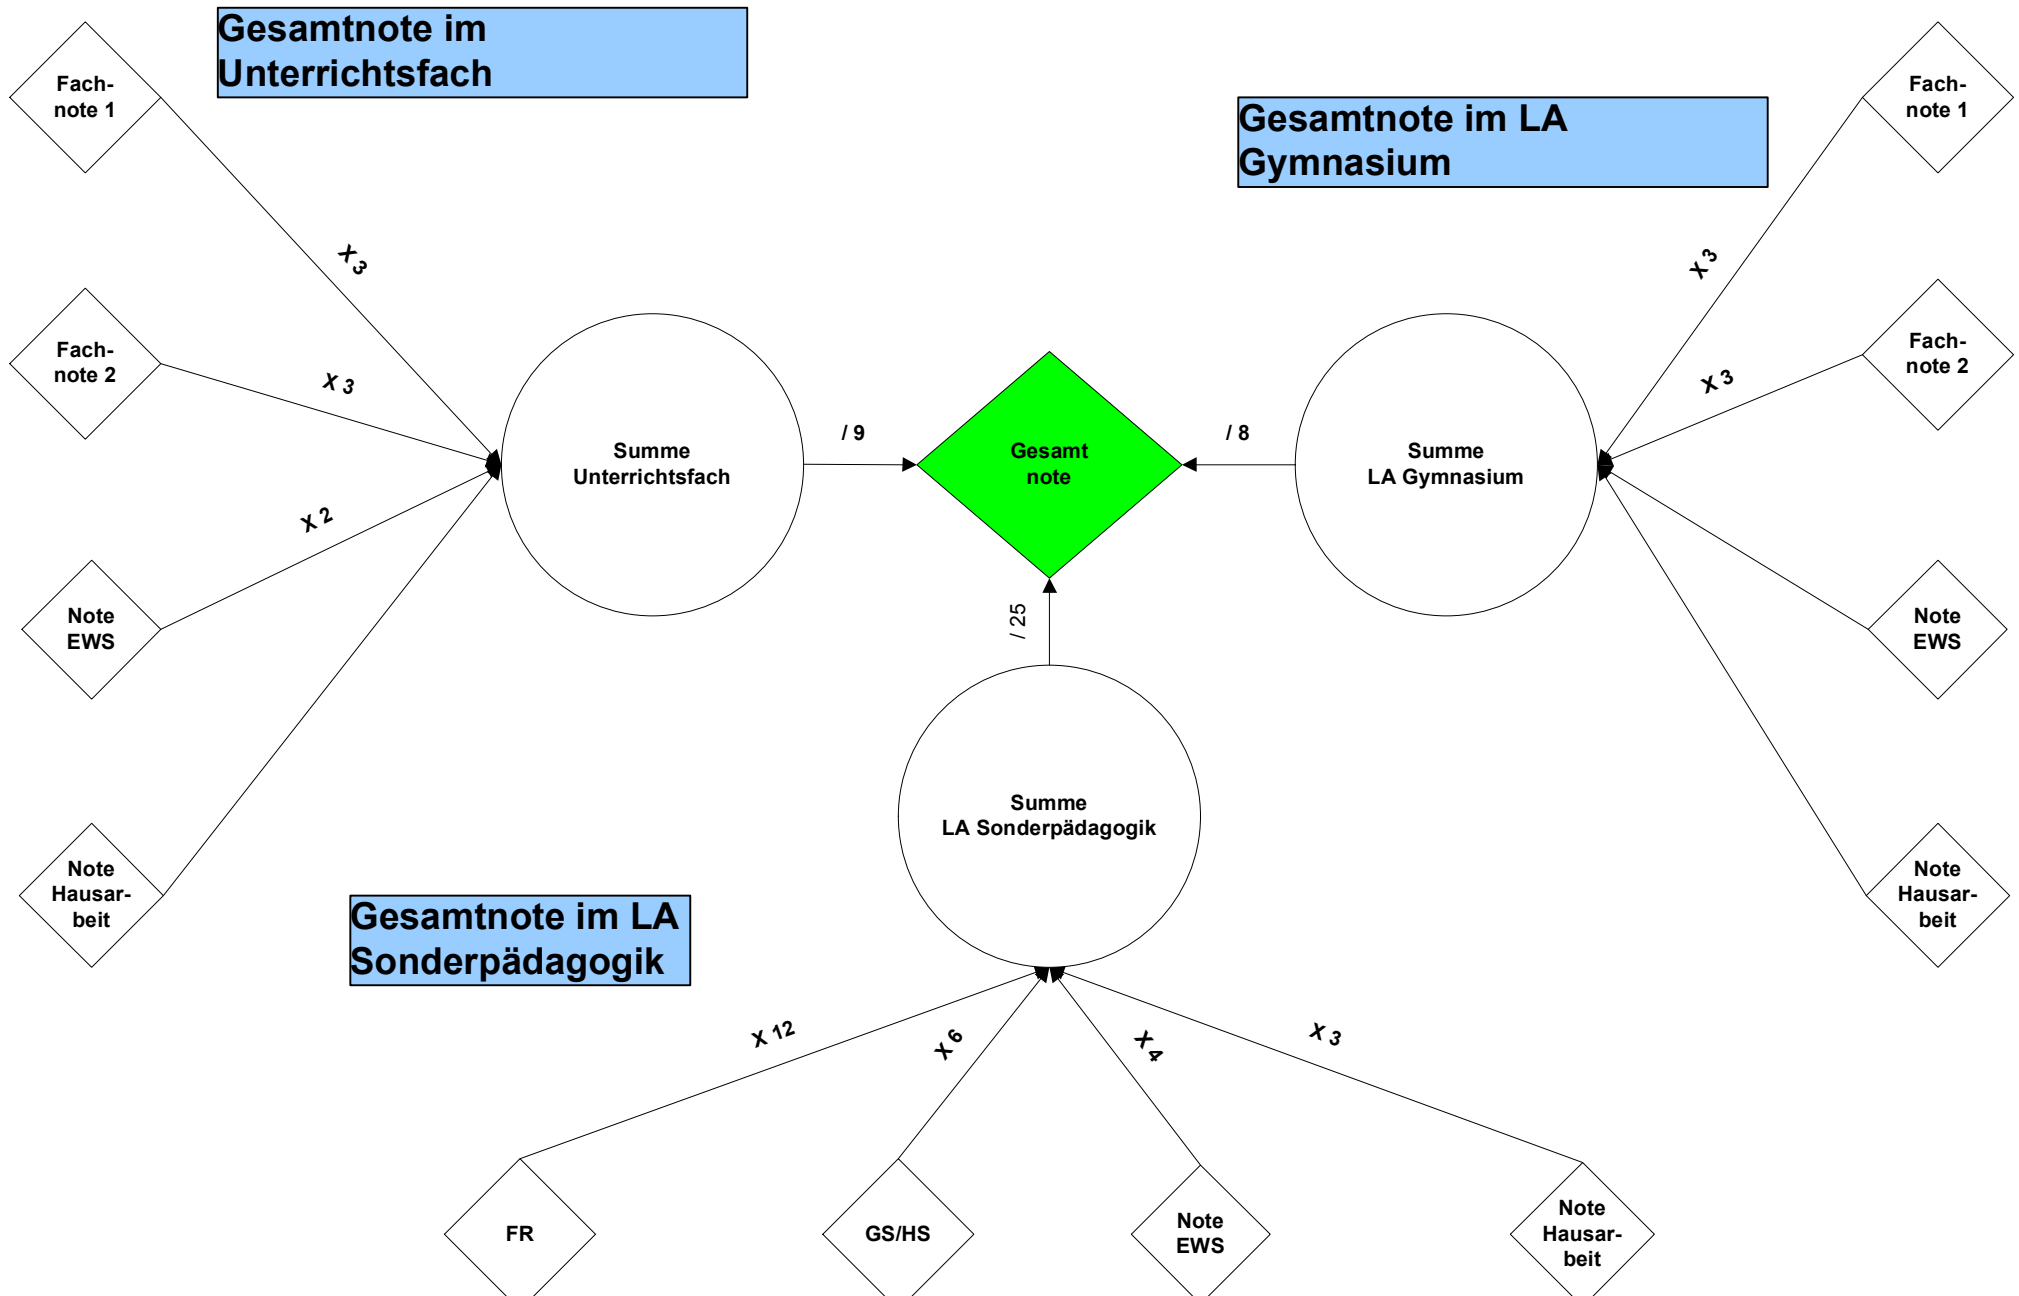 Gesamtnote im
Unterrichtsfach
Fach-
note 1
Gesamtnote im LA
Gymnasium
Fach-
note 1
X 3
X 3
Fach-
note 2
X 3
Fach-
note 2
X 3
Summe
Unterrichtsfach
/ 9
Gesamt
note
/ 8
Summe
LA Gymnasium
X 2
Note
EWS
/ 25
Note
EWS
Summe
LA Sonderpädagogik
Note
Hausar-
beit
Note
Hausar-
beit
Gesamtnote im LA
Sonderpädagogik
X 12
X 6
X 4
X 3
FR
GS/HS
Note
EWS
Note
Hausar-
beit